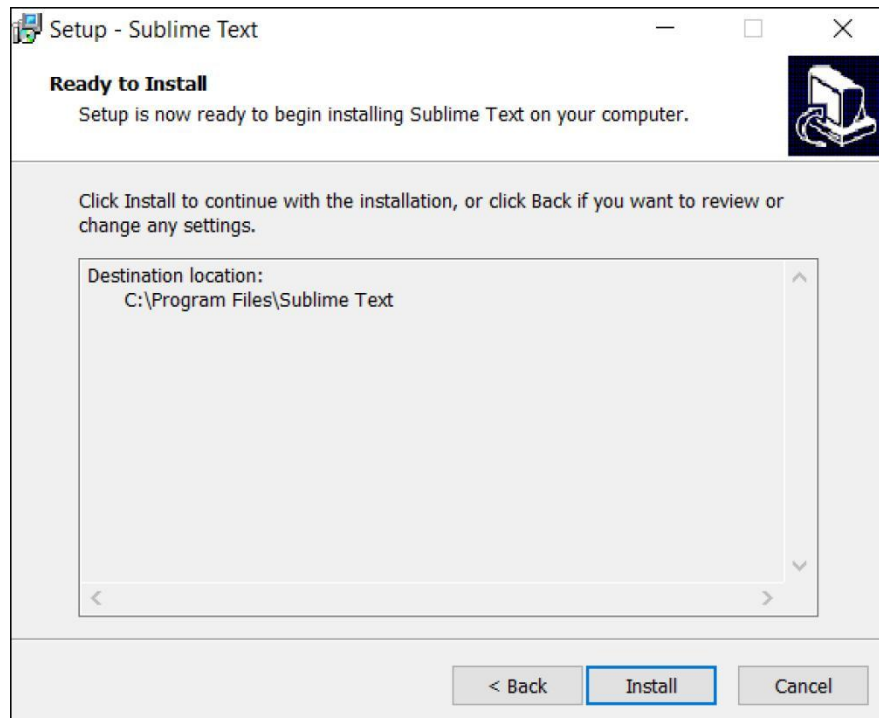 Setup - Sublime Text
Ready to Install
Setup is now ready to begin installing Sublime Text on your computer.
Click Install to continue with the installation, or click Back if you want to review or
change any settings.
Destination location:
C:\Program Files\Sublime Text
< Back
Install
Cancel